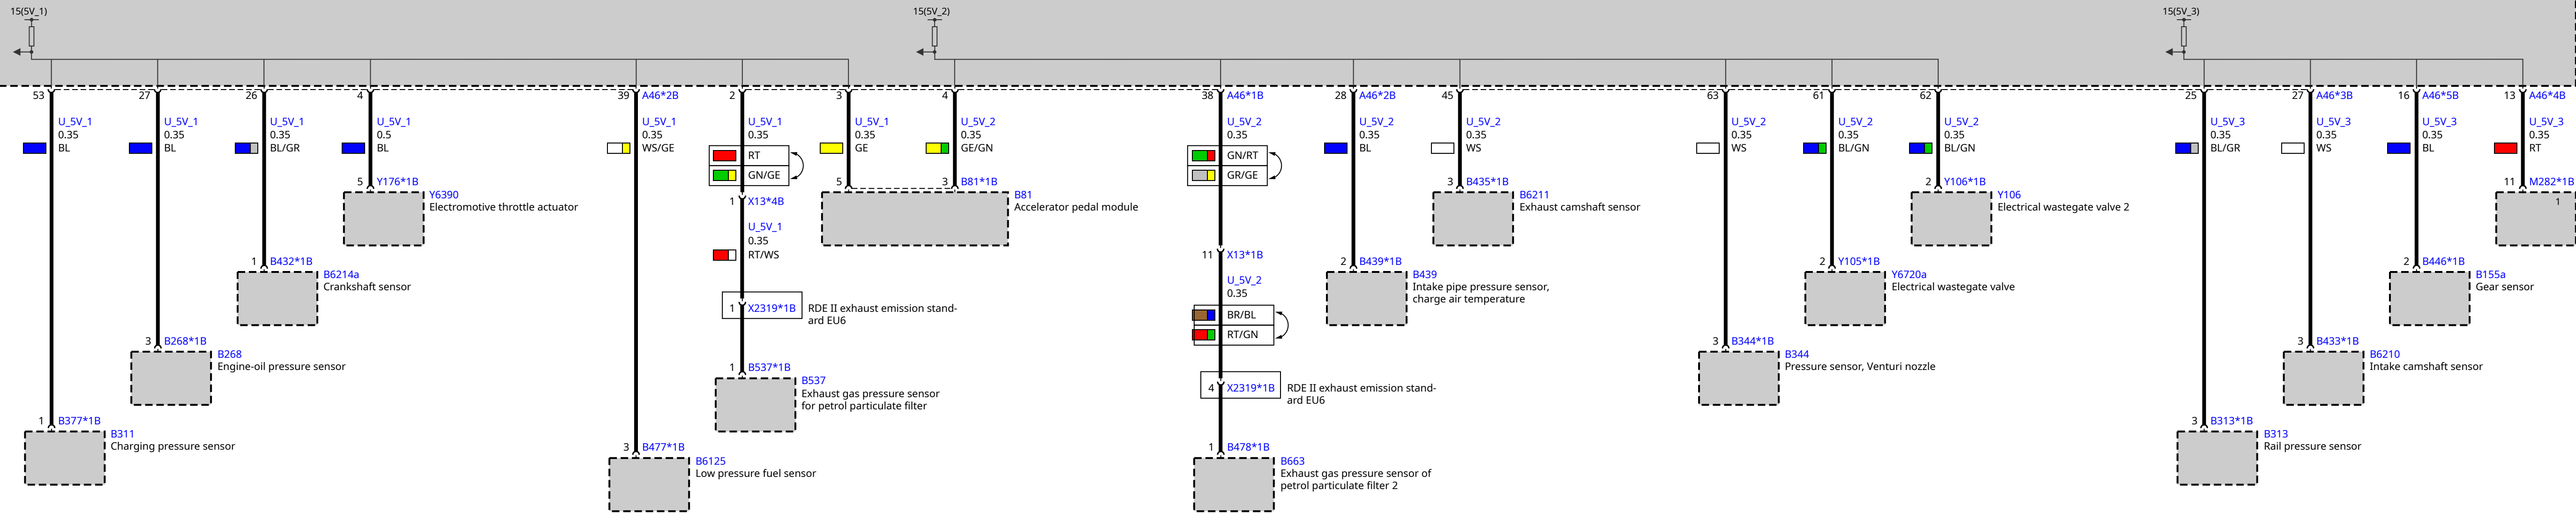 15(5V_1)
15(5V_2)
15(5V_3)
53
27
26
4
39 A46*2B
2
3
4
38 A46*1B
28 A46*2B
45
63
61
62
25
27 A46*3B
16 A46*5B
13 A46*4B
U_5V_1
0.35
BL
U_5V_1
0.35
BL
U_5V_1
0.35
BL/GR
U_5V_1
0.5
BL
U_5V_1
0.35
WS/GE
U_5V_1
0.35
RT
GN/GE
U_5V_1
0.35
GE
U_5V_2
0.35
GE/GN
U_5V_2
0.35
GN/RT
GR/GE
U_5V_2
0.35
BL
U_5V_2
0.35
WS
U_5V_2
0.35
WS
U_5V_2
0.35
BL/GN
U_5V_2
0.35
BL/GN
U_5V_3
0.35
BL/GR
U_5V_3
0.35
WS
U_5V_3
0.35
BL
U_5V_3
0.35
RT
5 Y176*1B
Y6390
Electromotive throttle actuator
1 X13*4B
U_5V_1
0.35
RT/WS
5
3 B81*1B
B81
Accelerator pedal module
3 B435*1B
B6211
Exhaust camshaft sensor
2 Y106*1B
Y106
Electrical wastegate valve 2
11 M282*1B
1
1 B432*1B
B6214a
Crankshaft sensor
11 X13*1B
U_5V_2
0.35
BR/BL
RT/GN
2 B439*1B
B439
Intake pipe pressure sensor,
charge air temperature
2 Y105*1B
Y6720a
Electrical wastegate valve
2 B446*1B
B155a
Gear sensor
1 X2319*1B
RDE II exhaust emission stand-
ard EU6
3 B268*1B
B268
Engine-oil pressure sensor
1 B537*1B
B537
Exhaust gas pressure sensor
for petrol particulate filter
4 X2319*1B
RDE II exhaust emission stand-
ard EU6
3 B344*1B
B344
Pressure sensor, Venturi nozzle
3 B433*1B
B6210
Intake camshaft sensor
1 B377*1B
B311
Charging pressure sensor
3 B477*1B
B6125
Low pressure fuel sensor
1 B478*1B
B663
Exhaust gas pressure sensor of
petrol particulate filter 2
3 B313*1B
B313
Rail pressure sensor